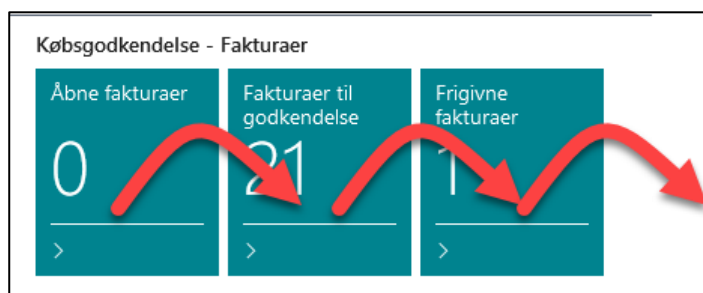 Købsgodkendelse - Fakturaer
Åbne fakturaer
0
Fakturaer til
godkendelse
21
Frigivne
fakturaer
1